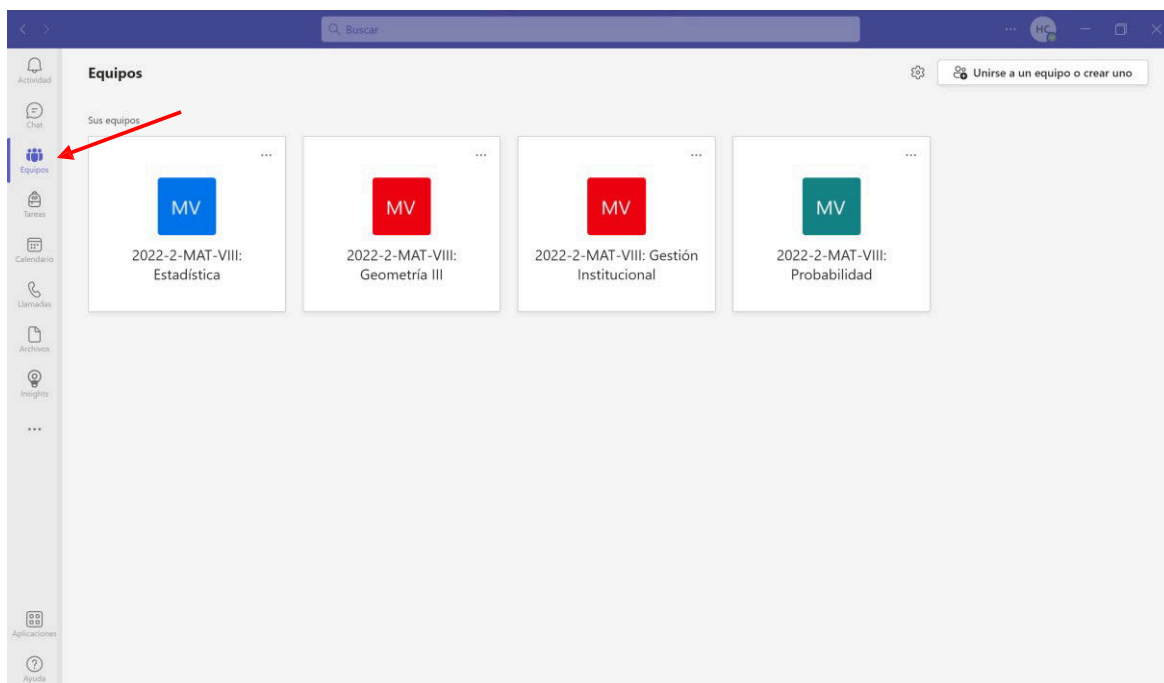 Buscar
HC
Actividad
Chat
Equipos
Tareas
Calendario
Llamadas
Archivos
Insights
Aplicaciones
Ayuda
Equipos
Unirse a un equipo o crear uno
Sus equipos
MV
2022-2-MAT-VIII:
Estadística
MV
2022-2-MAT-VIII:
Geometría III
MV
2022-2-MAT-VIII: Gestión
Institucional
MV
2022-2-MAT-VIII:
Probabilidad